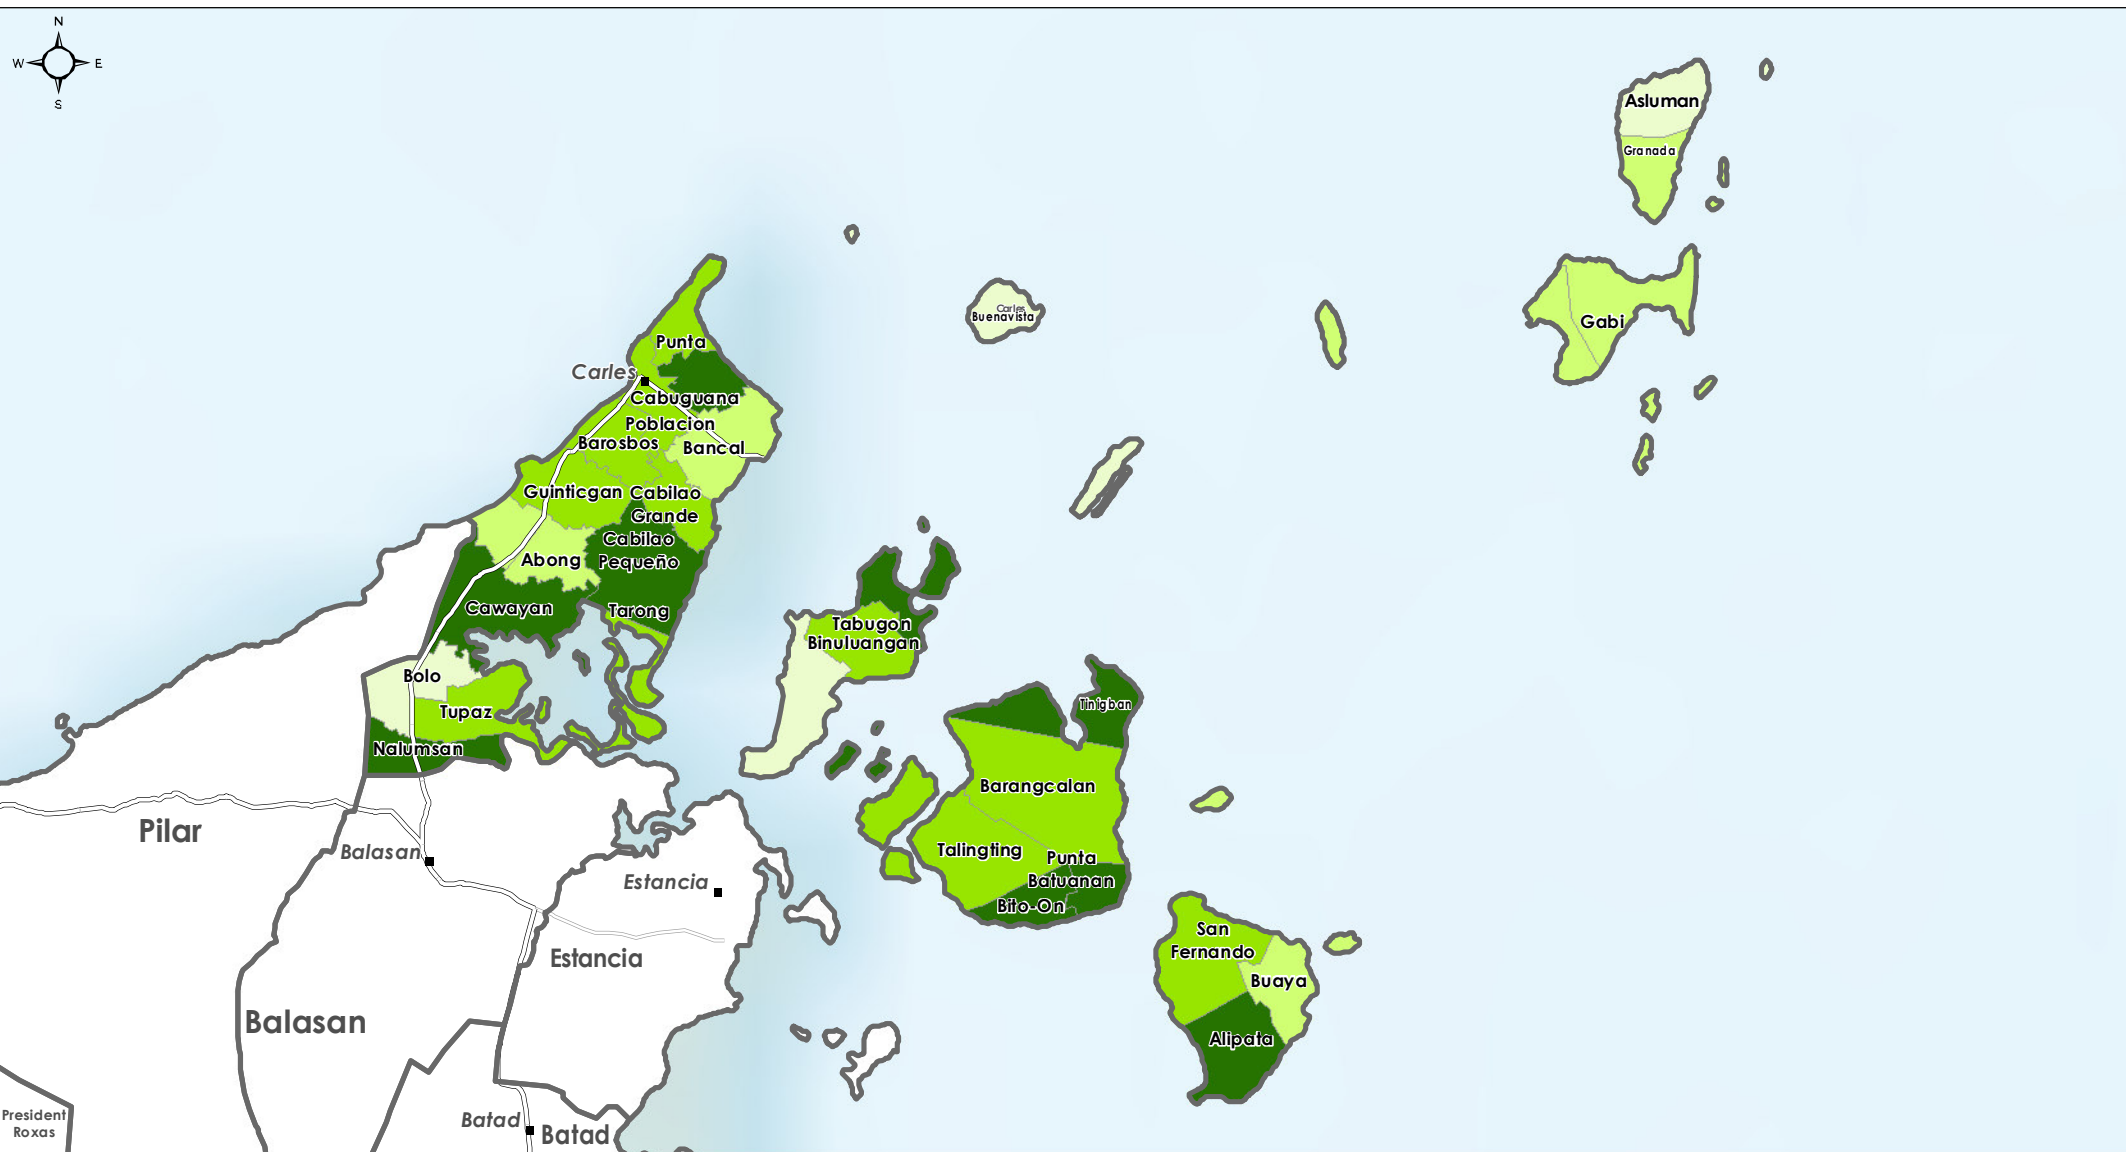 N
W E
S
Asluman
Granada
Carles
Buenavista
Gabi
Punta
Carles
Cabuguana
Poblacion
Barosbos
Bancal
Guinticgan
Cabilao
Grande
Cabilao
Pequeño
Abong
Cawayan
Tarong
Tabugon
Binuluangan
Bolo
Tupaz
Nalumsan
Tinigban
Barangcalan
Pilar
Balasan
Talingting
Punta
Batuanan
Bito-On
Estancia
San
Fernando
Estancia
Buaya
Balasan
Alipata
President
Roxas
Batad
Batad